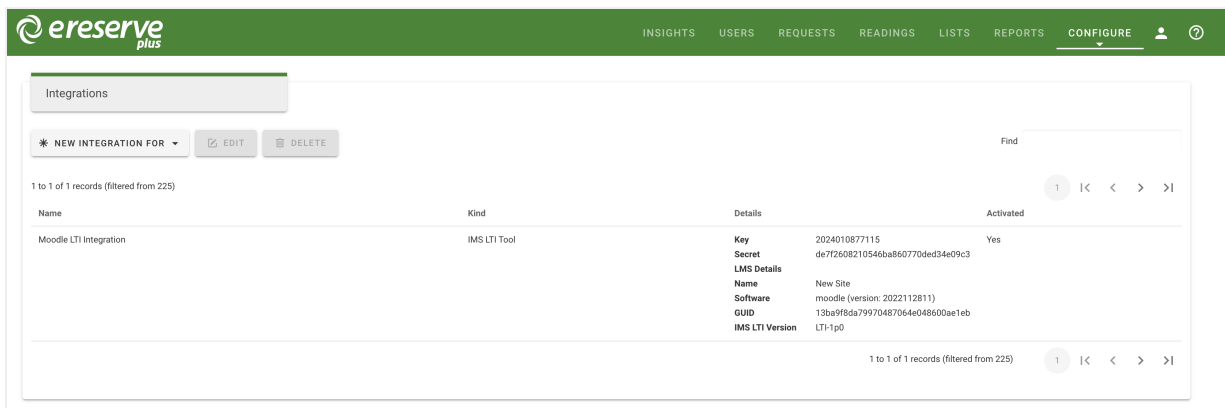 ereserve plus
INSIGHTS USERS REQUESTS READINGS LISTS REPORTS CONFIGURE
Integrations
NEW INTEGRATION FOR EDIT DELETE Find
1 to 1 of 1 records (filtered from 225) 1
Name Kind Details Activated
Moodle LTI Integration IMS LTI Tool Key 2024010877115 Yes
Secret de7f2608210546ba860770ded34e09c3
LMS Details
Name New Site
Software moodle (version: 2022112811)
GUID 13ba9f8da79970487064e048600ae1eb
IMS LTI Version LTI-1p0
1 to 1 of 1 records (filtered from 225) 1